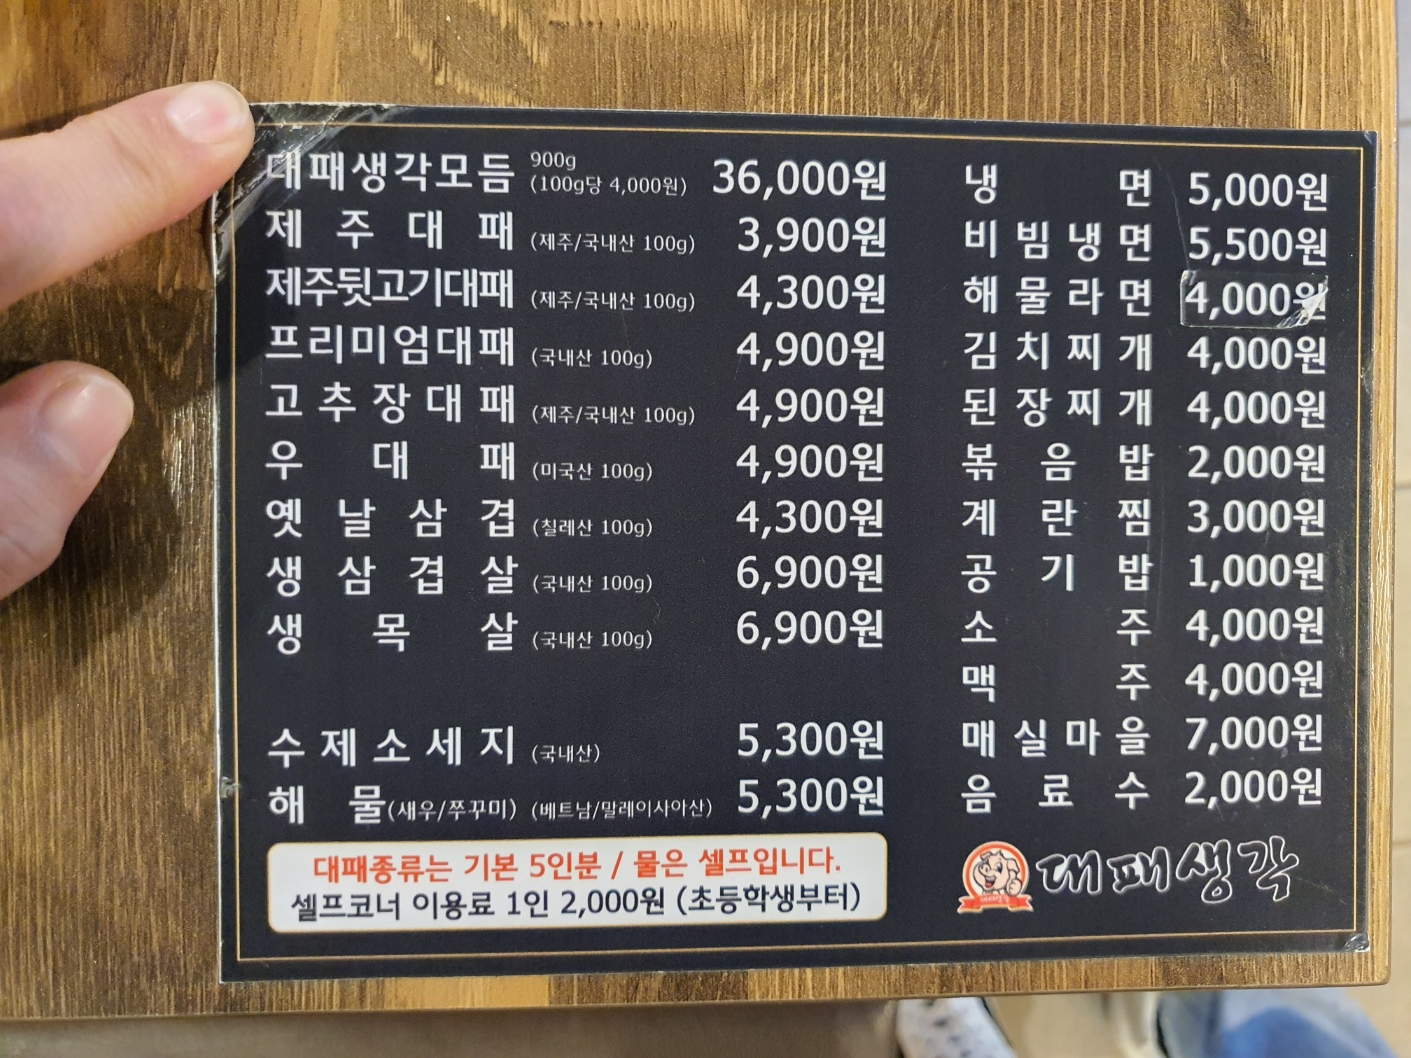 대패생각모듬 900g (100g당 4,000원) 36,000원
제주대패 (제주/국내산 100g) 3,900원
제주뒷고기대패 (제주/국내산 100g) 4,300원
프리미엄대패 (국내산 100g) 4,900원
고추장대패 (제주/국내산 100g) 4,900원
우대패 (미국산 100g) 4,900원
옛날삼겹 (칠레산 100g) 4,300원
생삼겹살 (국내산 100g) 6,900원
생목살 (국내산 100g) 6,900원
수제소세지 (국내산) 5,300원
해물(새우/쭈꾸미) (베트남/말레이시아산) 5,300원
대패종류는 기본 5인분 / 물은 셀프입니다.
셀프코너 이용료 1인 2,000원 (초등학생부터)
냉면 5,000원
비빔냉면 5,500원
해물라면 4,000원
김치찌개 4,000원
된장찌개 4,000원
볶음밥 2,000원
계란찜 3,000원
공기밥 1,000원
소주 4,000원
맥주 4,000원
매실마을 7,000원
음료수 2,000원
대패생각